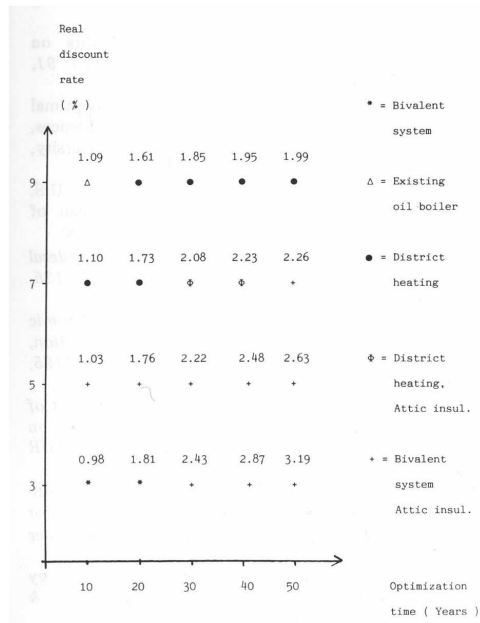 Real
discount
rate
( % )
* = Bivalent
system
1.09 1.61 1.85 1.95 1.99
9 Δ ● ● ● ● Δ = Existing
oil boiler
1.10 1.73 2.08 2.23 2.26 ● = District
7 ● ● Φ Φ + heating
1.03 1.76 2.22 2.48 2.63 Φ = District
5 + + + + + heating,
Attic insul.
0.98 1.81 2.43 2.87 3.19 + = Bivalent
3 * * + + + system
Attic insul.
10 20 30 40 50 Optimization
time ( Years )